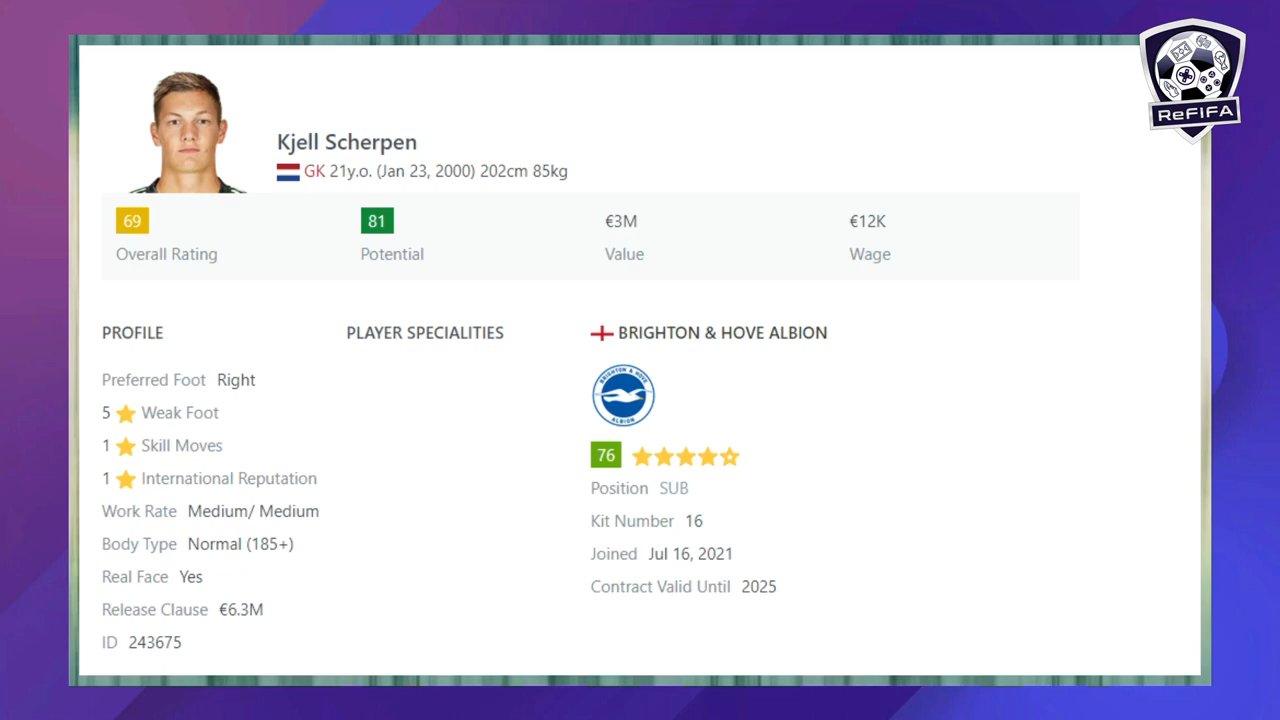 ReFIFA
Kjell Scherpen
GK 21y.o. (Jan 23, 2000) 202cm 85kg
69 81 €3M €12K
Overall Rating Potential Value Wage
PROFILE PLAYER SPECIALITIES BRIGHTON & HOVE ALBION
Preferred Foot Right
5 Weak Foot
1 Skill Moves
1 International Reputation
Work Rate Medium/ Medium
Body Type Normal (185+)
Real Face Yes
Release Clause €6.3M
ID 243675
BRIGHTON & HOVE
ALBION
76
Position SUB
Kit Number 16
Joined Jul 16, 2021
Contract Valid Until 2025